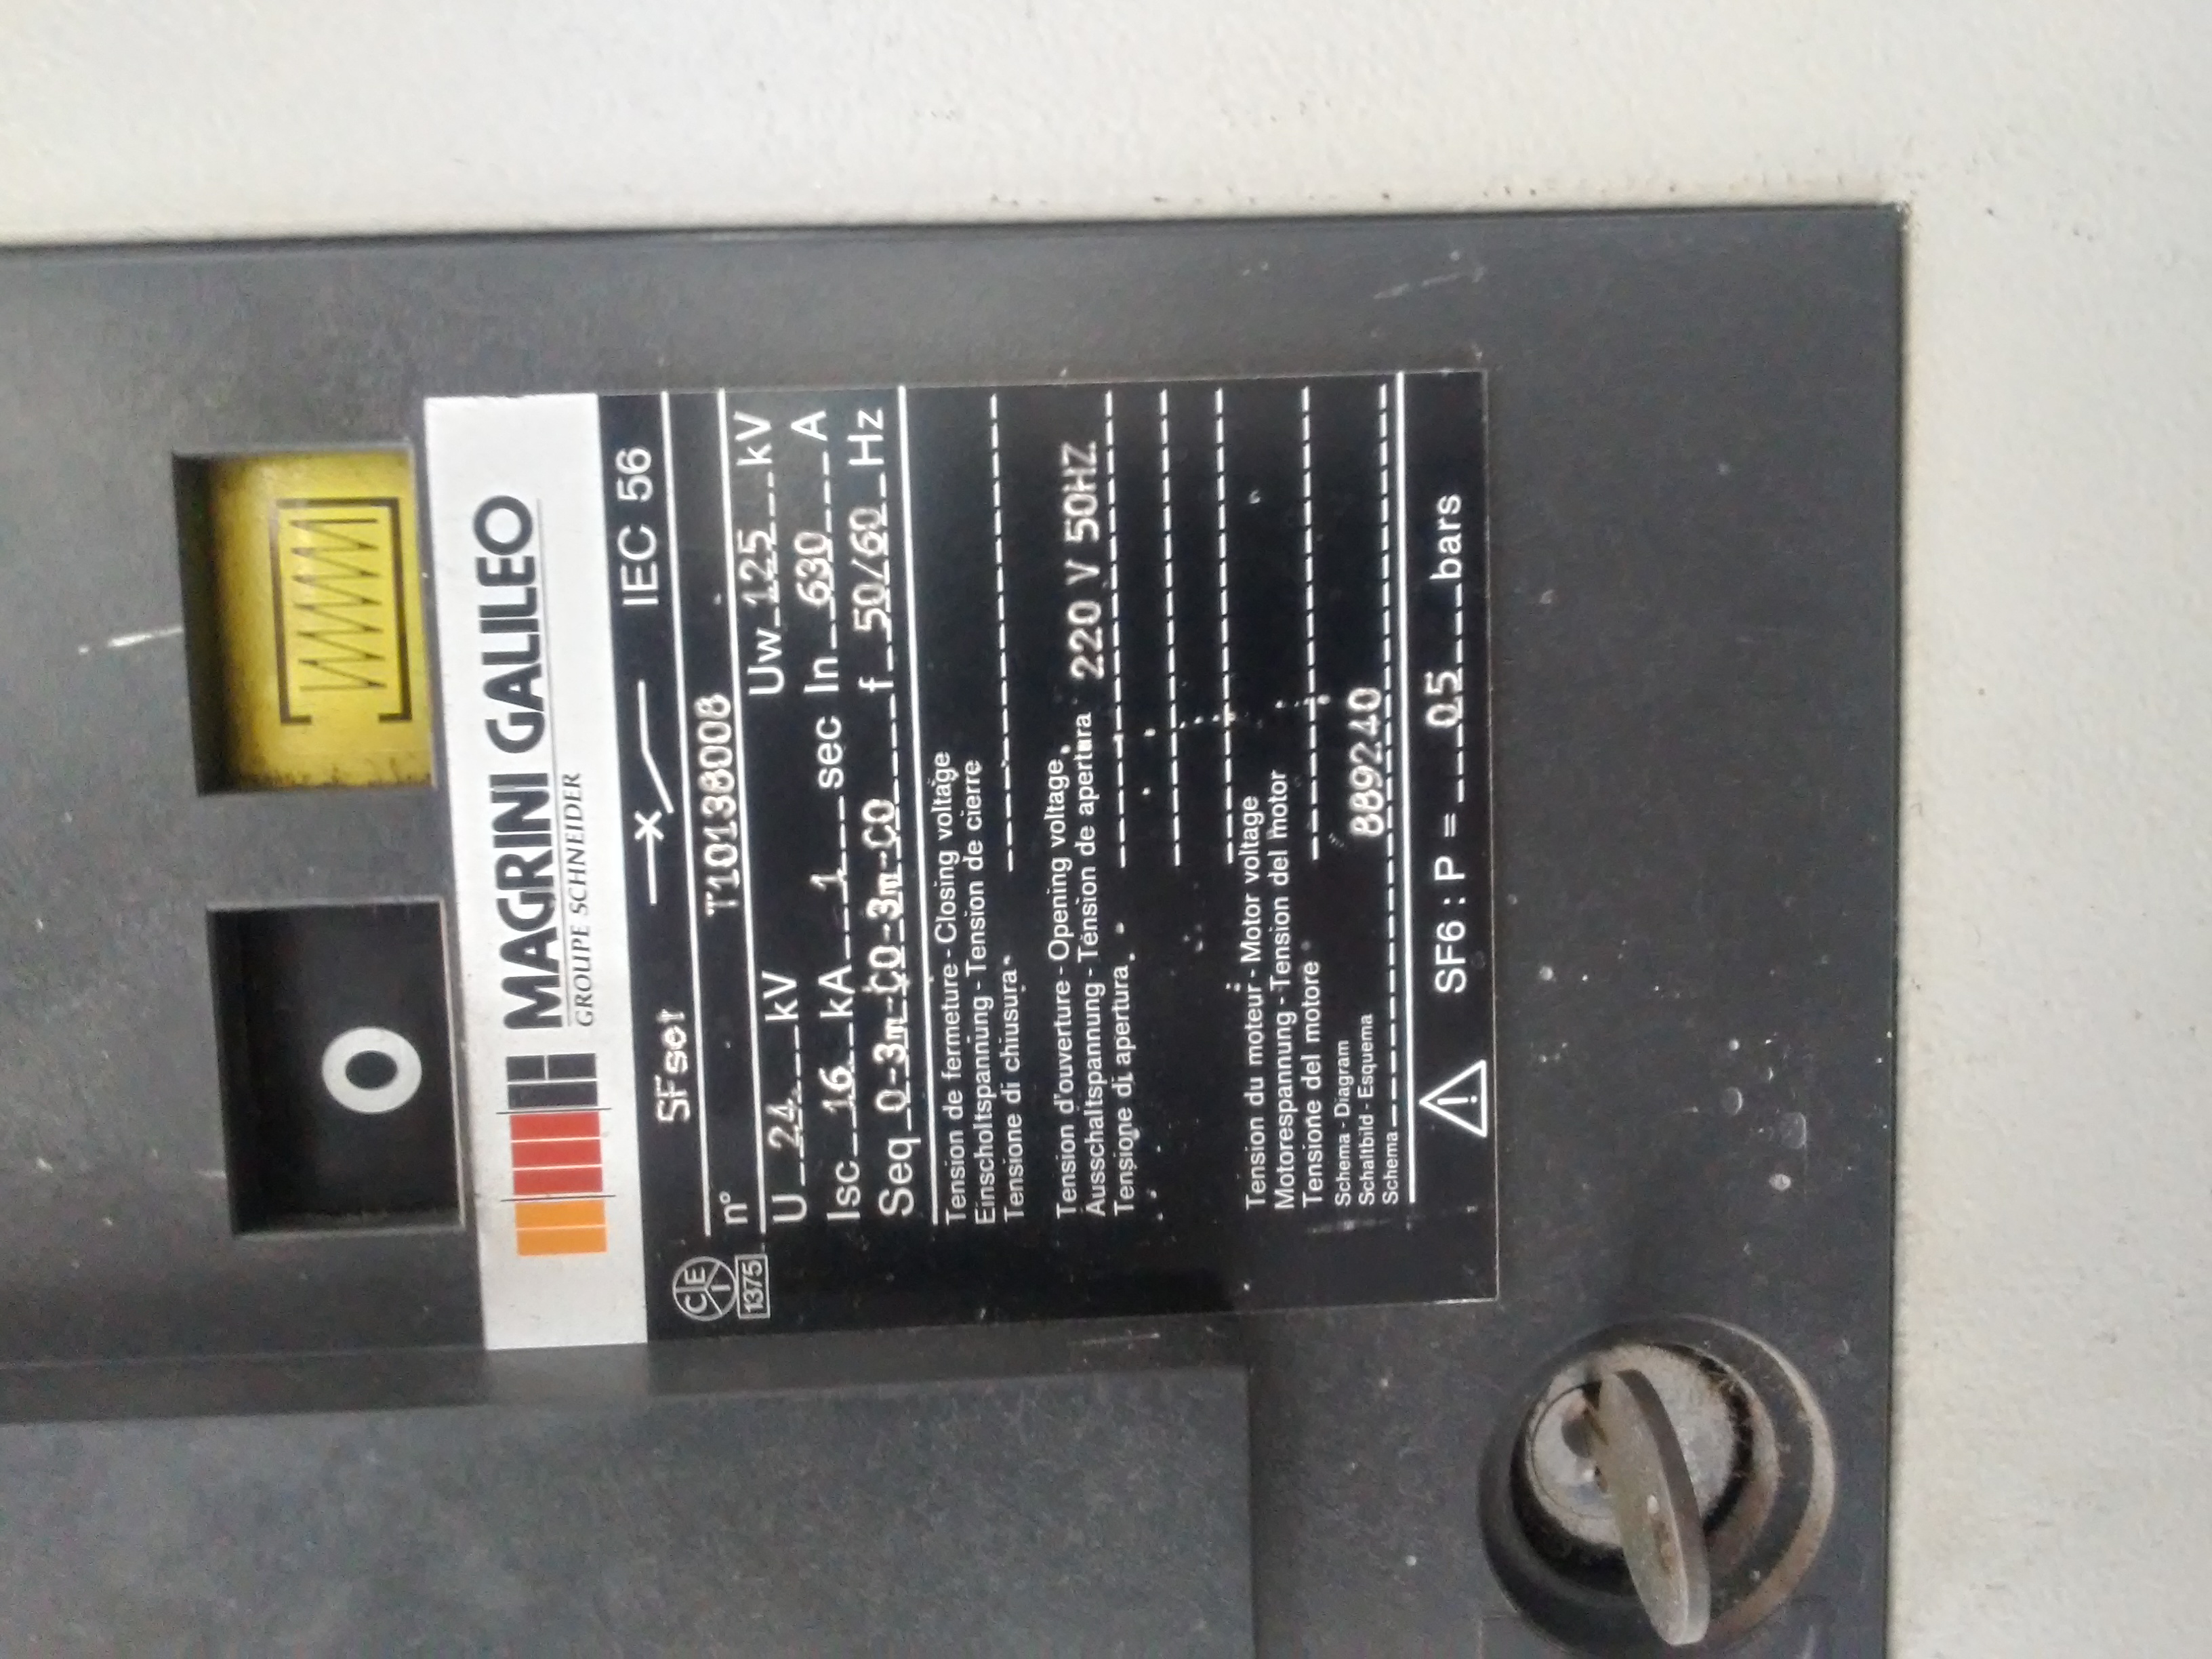 O
MAGRINI GALILEO
GROUPE SCHNEIDER
IEC 56
SFset
CEI
1375
n° T10138008
U 24 kV Uw 125 kV
Isc 16 kA 1 sec In 630 A
Seq O-3m-CO-3m-CO f 50/60 Hz
Tension de fermeture - Closing voltage
Einscholtspannung - Tension de cierre
Tensione di chiusura
Tension d'ouverture - Opening voltage
Ausschaltspannung - Tension de apertura 220 V 50HZ
Tensione di apertura
Tension du moteur - Motor voltage
Motorespannung - Tension del motor
Tensione del motore
Schema - Diagram
Schaltbild - Esquema 889240
Schema
SF6 : P = 0.5 bars